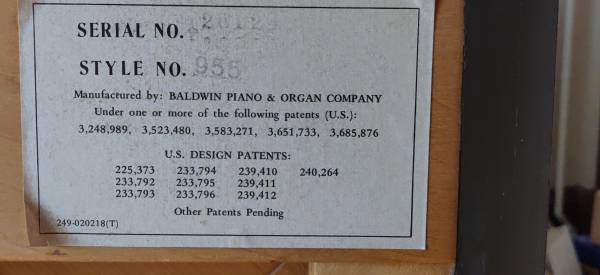 SERIAL NO.
STYLE NO. 955
Manufactured by: BALDWIN PIANO & ORGAN COMPANY
Under one or more of the following patents (U.S.):
3,248,989, 3,523,480, 3,583,271, 3,651,733, 3,685,876
U.S. DESIGN PATENTS:
225,373 233,794 239,410 240,264
233,792 233,795 239,411
233,793 233,796 239,412
Other Patents Pending
249-020218(T)